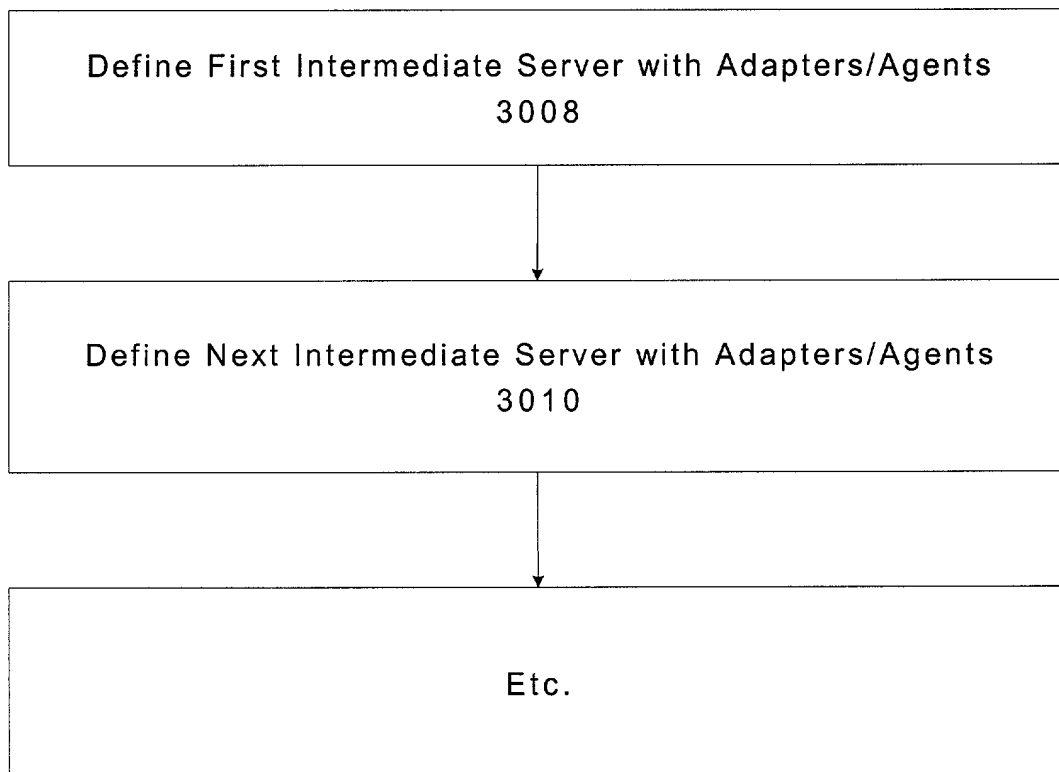 Define First Intermediate Server with Adapters/Agents
3008
Define Next Intermediate Server with Adapters/Agents
3010
Etc.